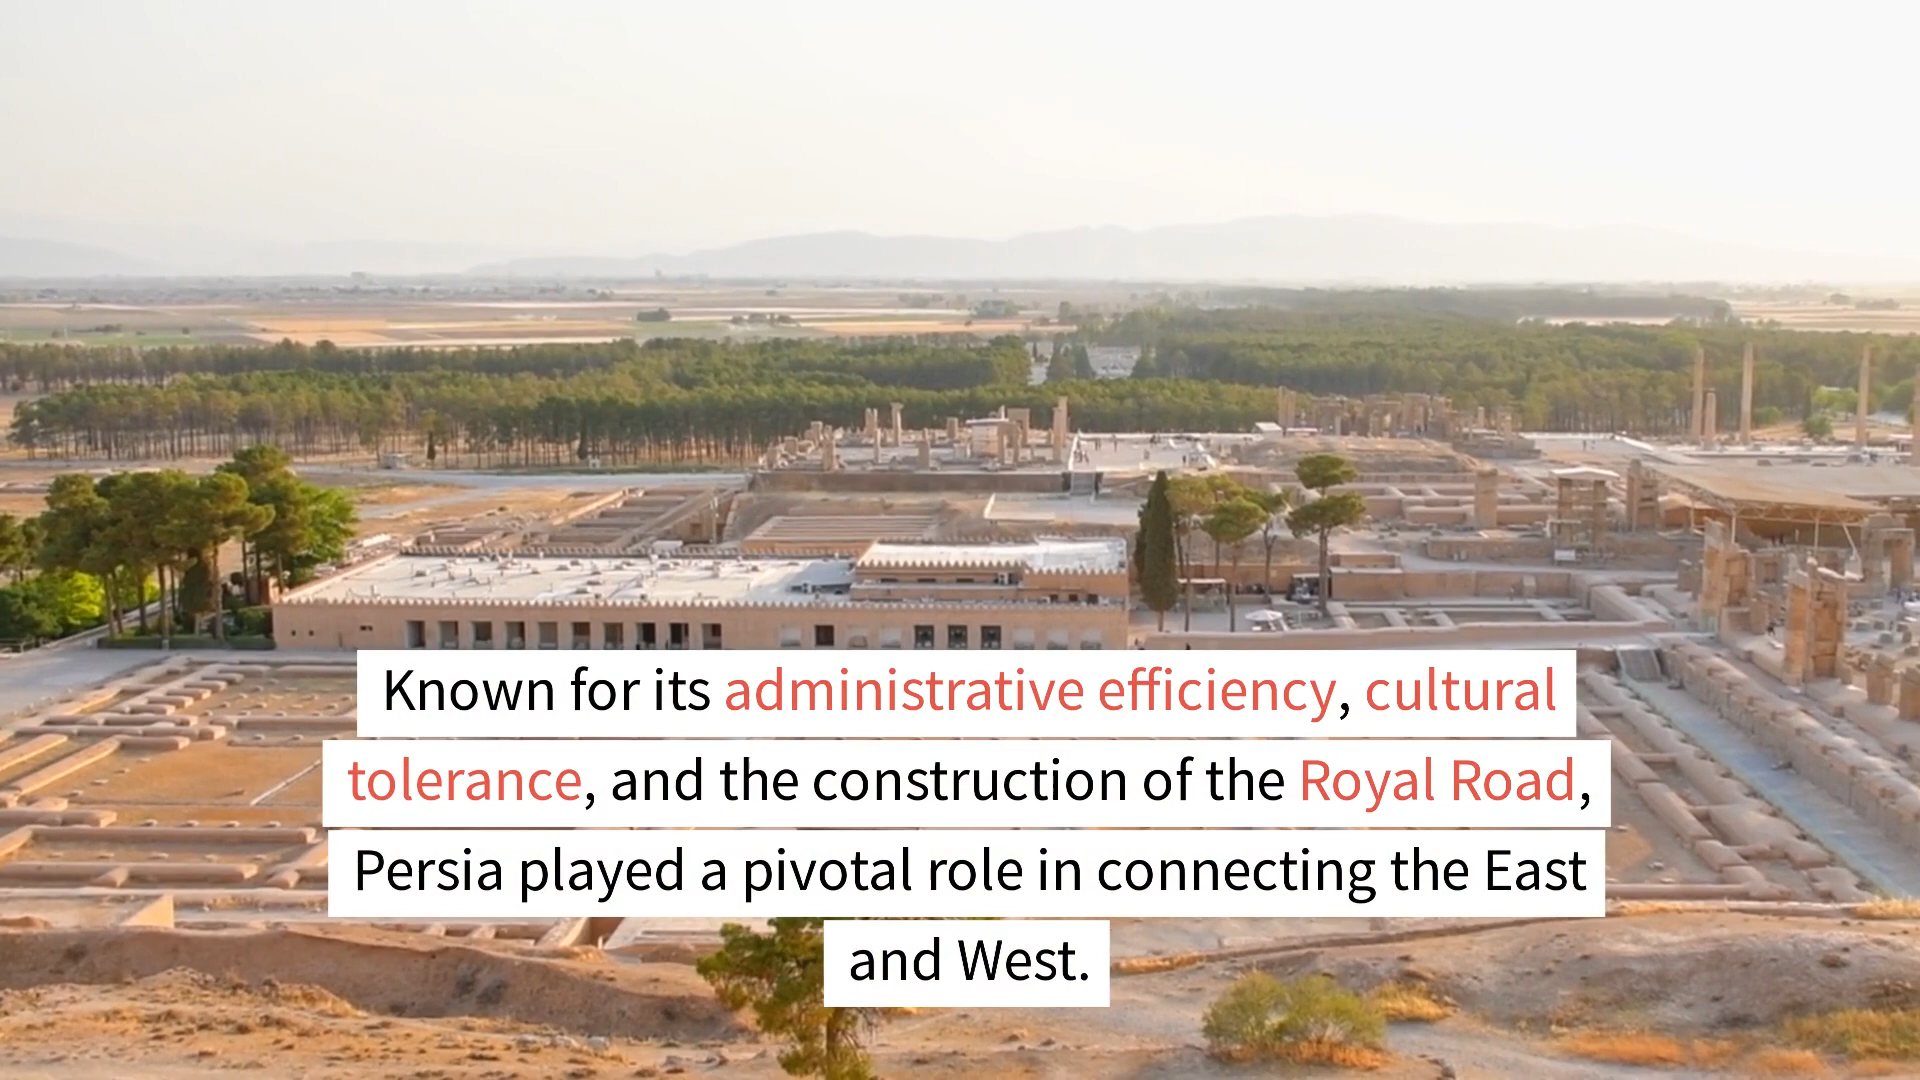 Known for its administrative efficiency, cultural
tolerance, and the construction of the Royal Road,
Persia played a pivotal role in connecting the East
and West.